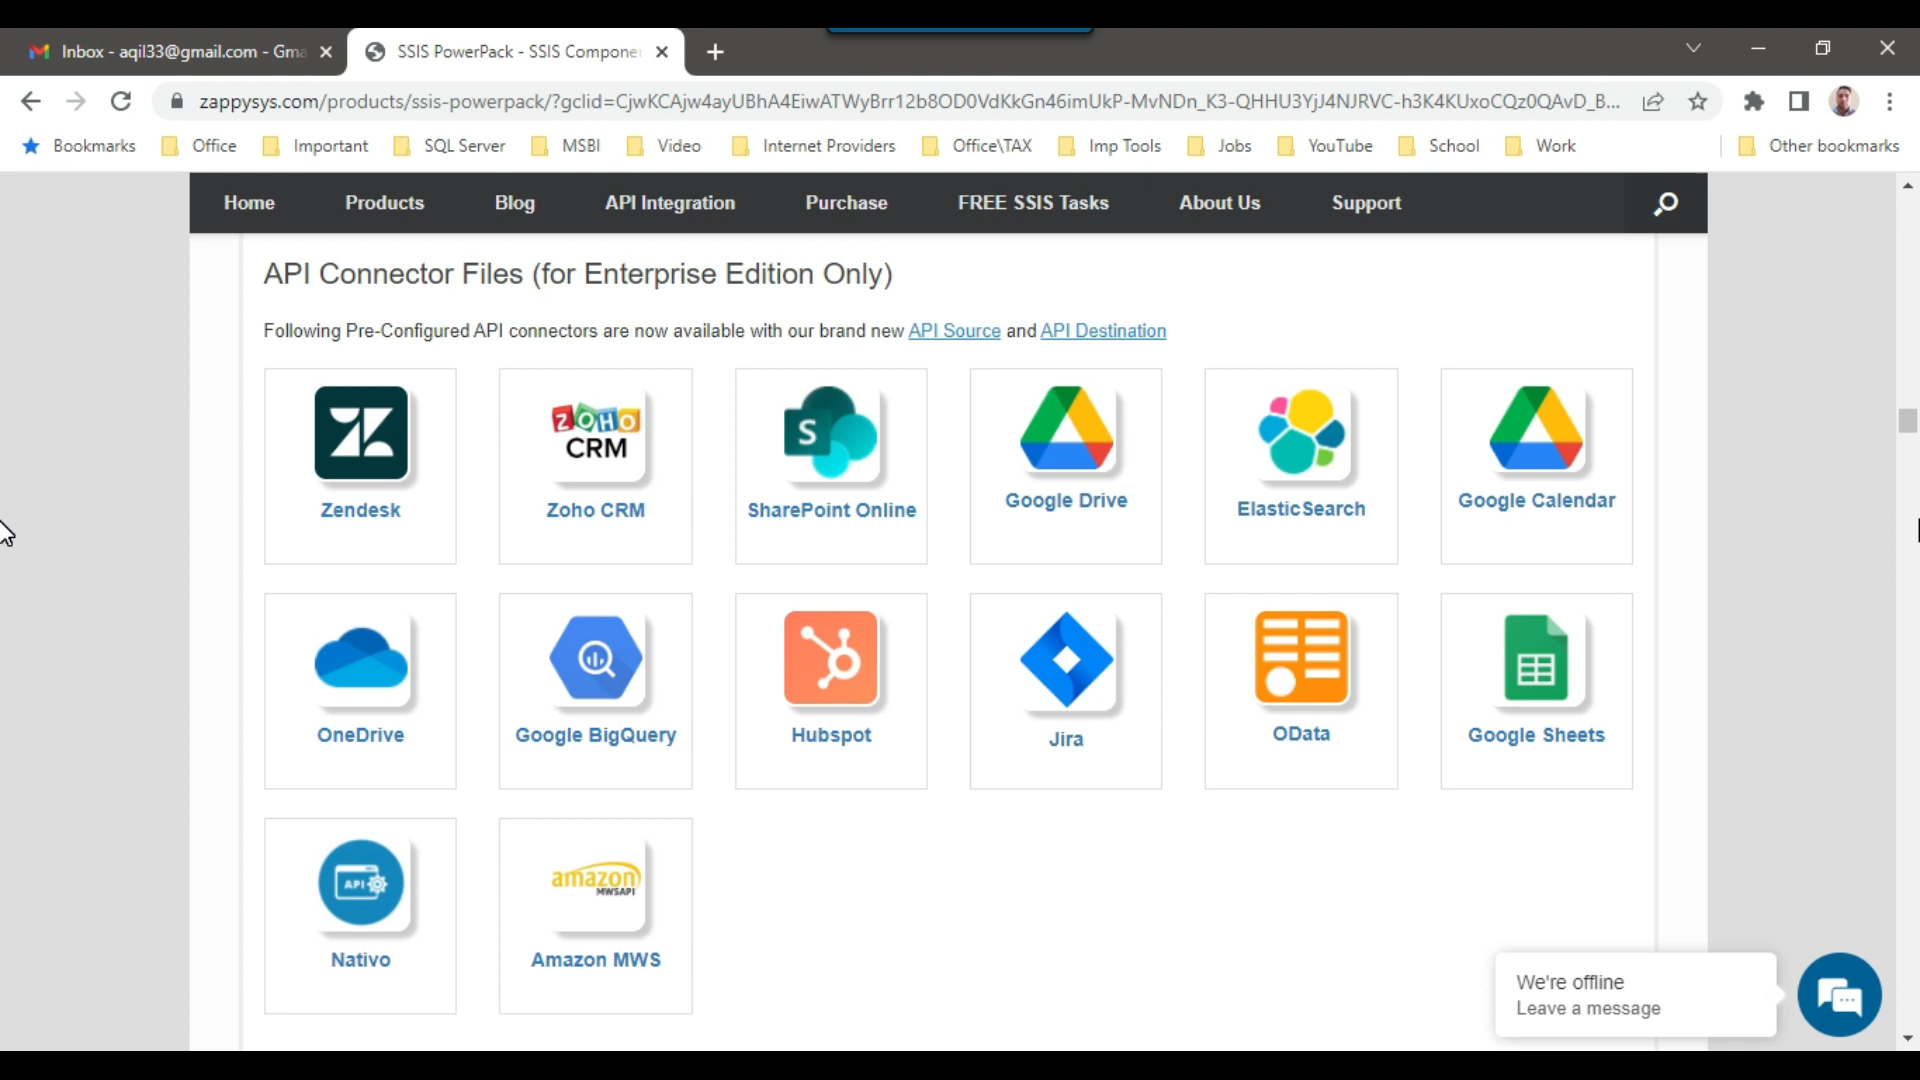 Inbox - aqil33@gmail.com - Gma
SSIS PowerPack - SSIS Componen
zappysys.com/products/ssis-powerpack/?gclid=CjwKCAjw4ayUBhA4EiwATWyBrr12b8OD0VdKkGn46imUkP-MvNDn_K3-QHHU3YjJ4NJRVC-h3K4KUxoCQz0QAvD_B...
Bookmarks Office Important SQL Server MSBI Video Internet Providers Office\TAX Imp Tools Jobs YouTube School Work Other bookmarks
Home Products Blog API Integration Purchase FREE SSIS Tasks About Us Support
API Connector Files (for Enterprise Edition Only)
Following Pre-Configured API connectors are now available with our brand new API Source and API Destination
ZOHO
CRM
S
Zendesk Zoho CRM SharePoint Online Google Drive ElasticSearch Google Calendar
OneDrive Google BigQuery Hubspot Jira OData Google Sheets
API
amazon
MWSAPI
Nativo Amazon MWS
We're offline
Leave a message